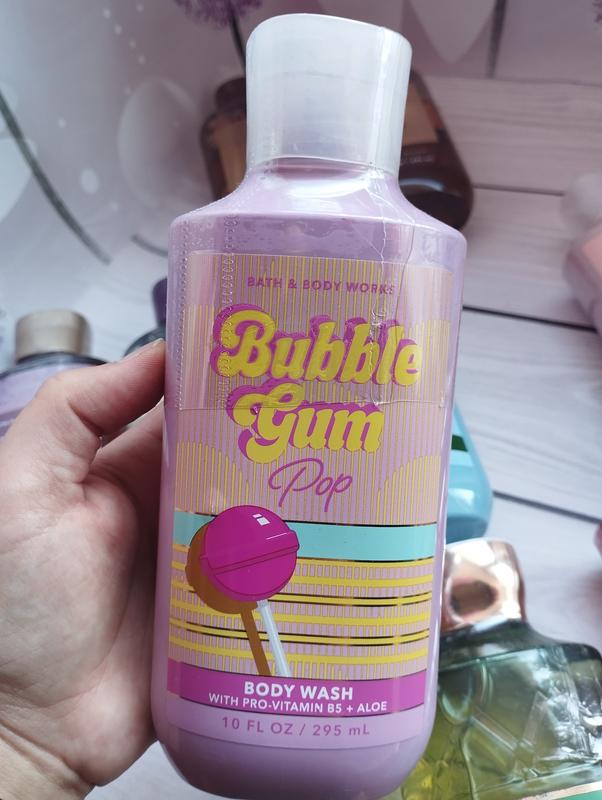 BATH & BODY WORKS
Bubble
Gum
Pop
BODY WASH
WITH PRO-VITAMIN B5 + ALOE
10 FL OZ / 295 mL